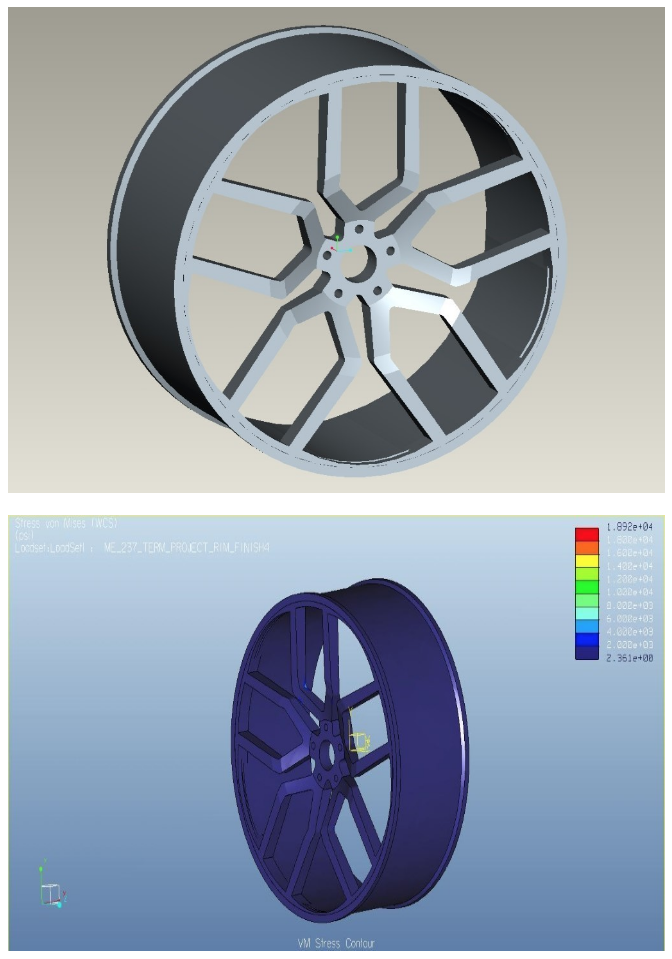 Stress von Mises (WCS)
(psi)
Loadset:LoadSet1 : ME_237_TERM_PROJECT_RIM_FINISH4
1.892e+04
1.800e+04
1.600e+04
1.400e+04
1.200e+04
1.000e+04
8.000e+03
6.000e+03
4.000e+03
2.000e+03
2.361e+00
VM Stress Contour